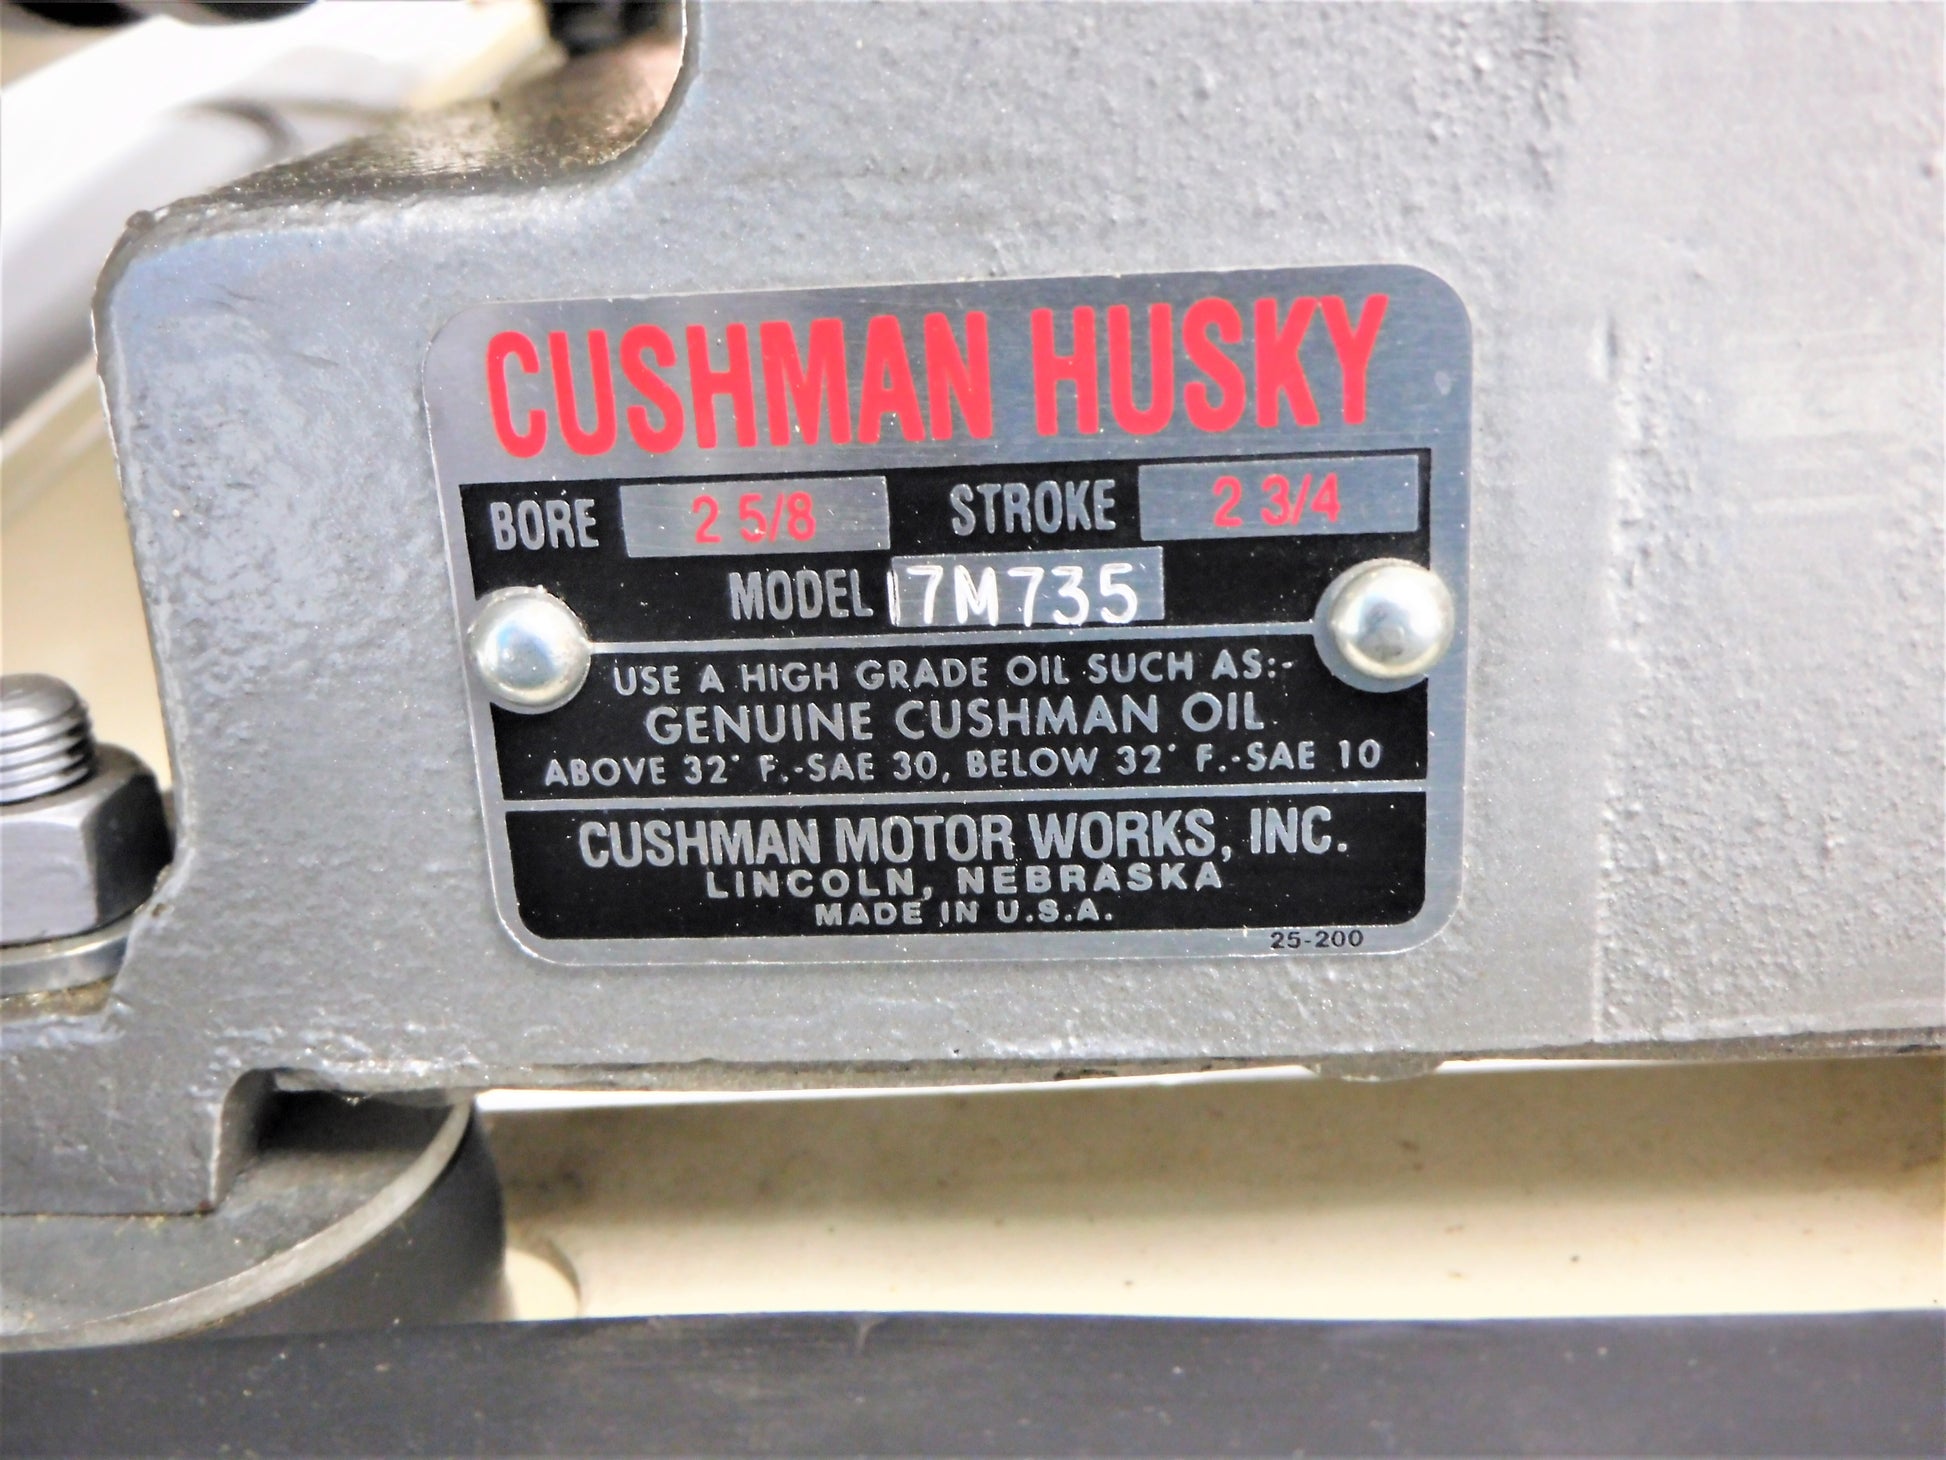 CUSHMAN HUSKY
BORE 2 5/8 STROKE 2 3/4
MODEL 17M735
USE A HIGH GRADE OIL SUCH AS:-
GENUINE CUSHMAN OIL
ABOVE 32° F.-SAE 30, BELOW 32° F.-SAE 10
CUSHMAN MOTOR WORKS, INC.
LINCOLN, NEBRASKA
MADE IN U.S.A.
25-200